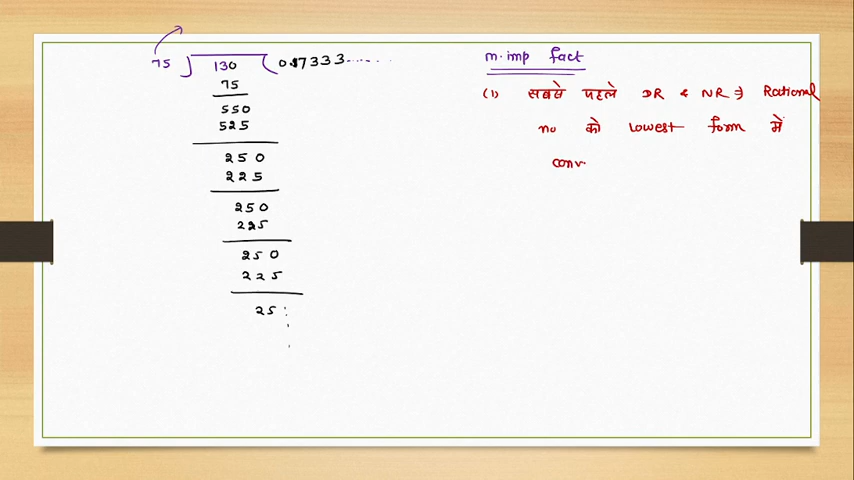 75 130 0.17333......
75
550
525
250
225
250
225
250
225
25
m.imp fact
(1) सबसे पहले DR & NR ⇒ Rational
no को lowest form में
conv